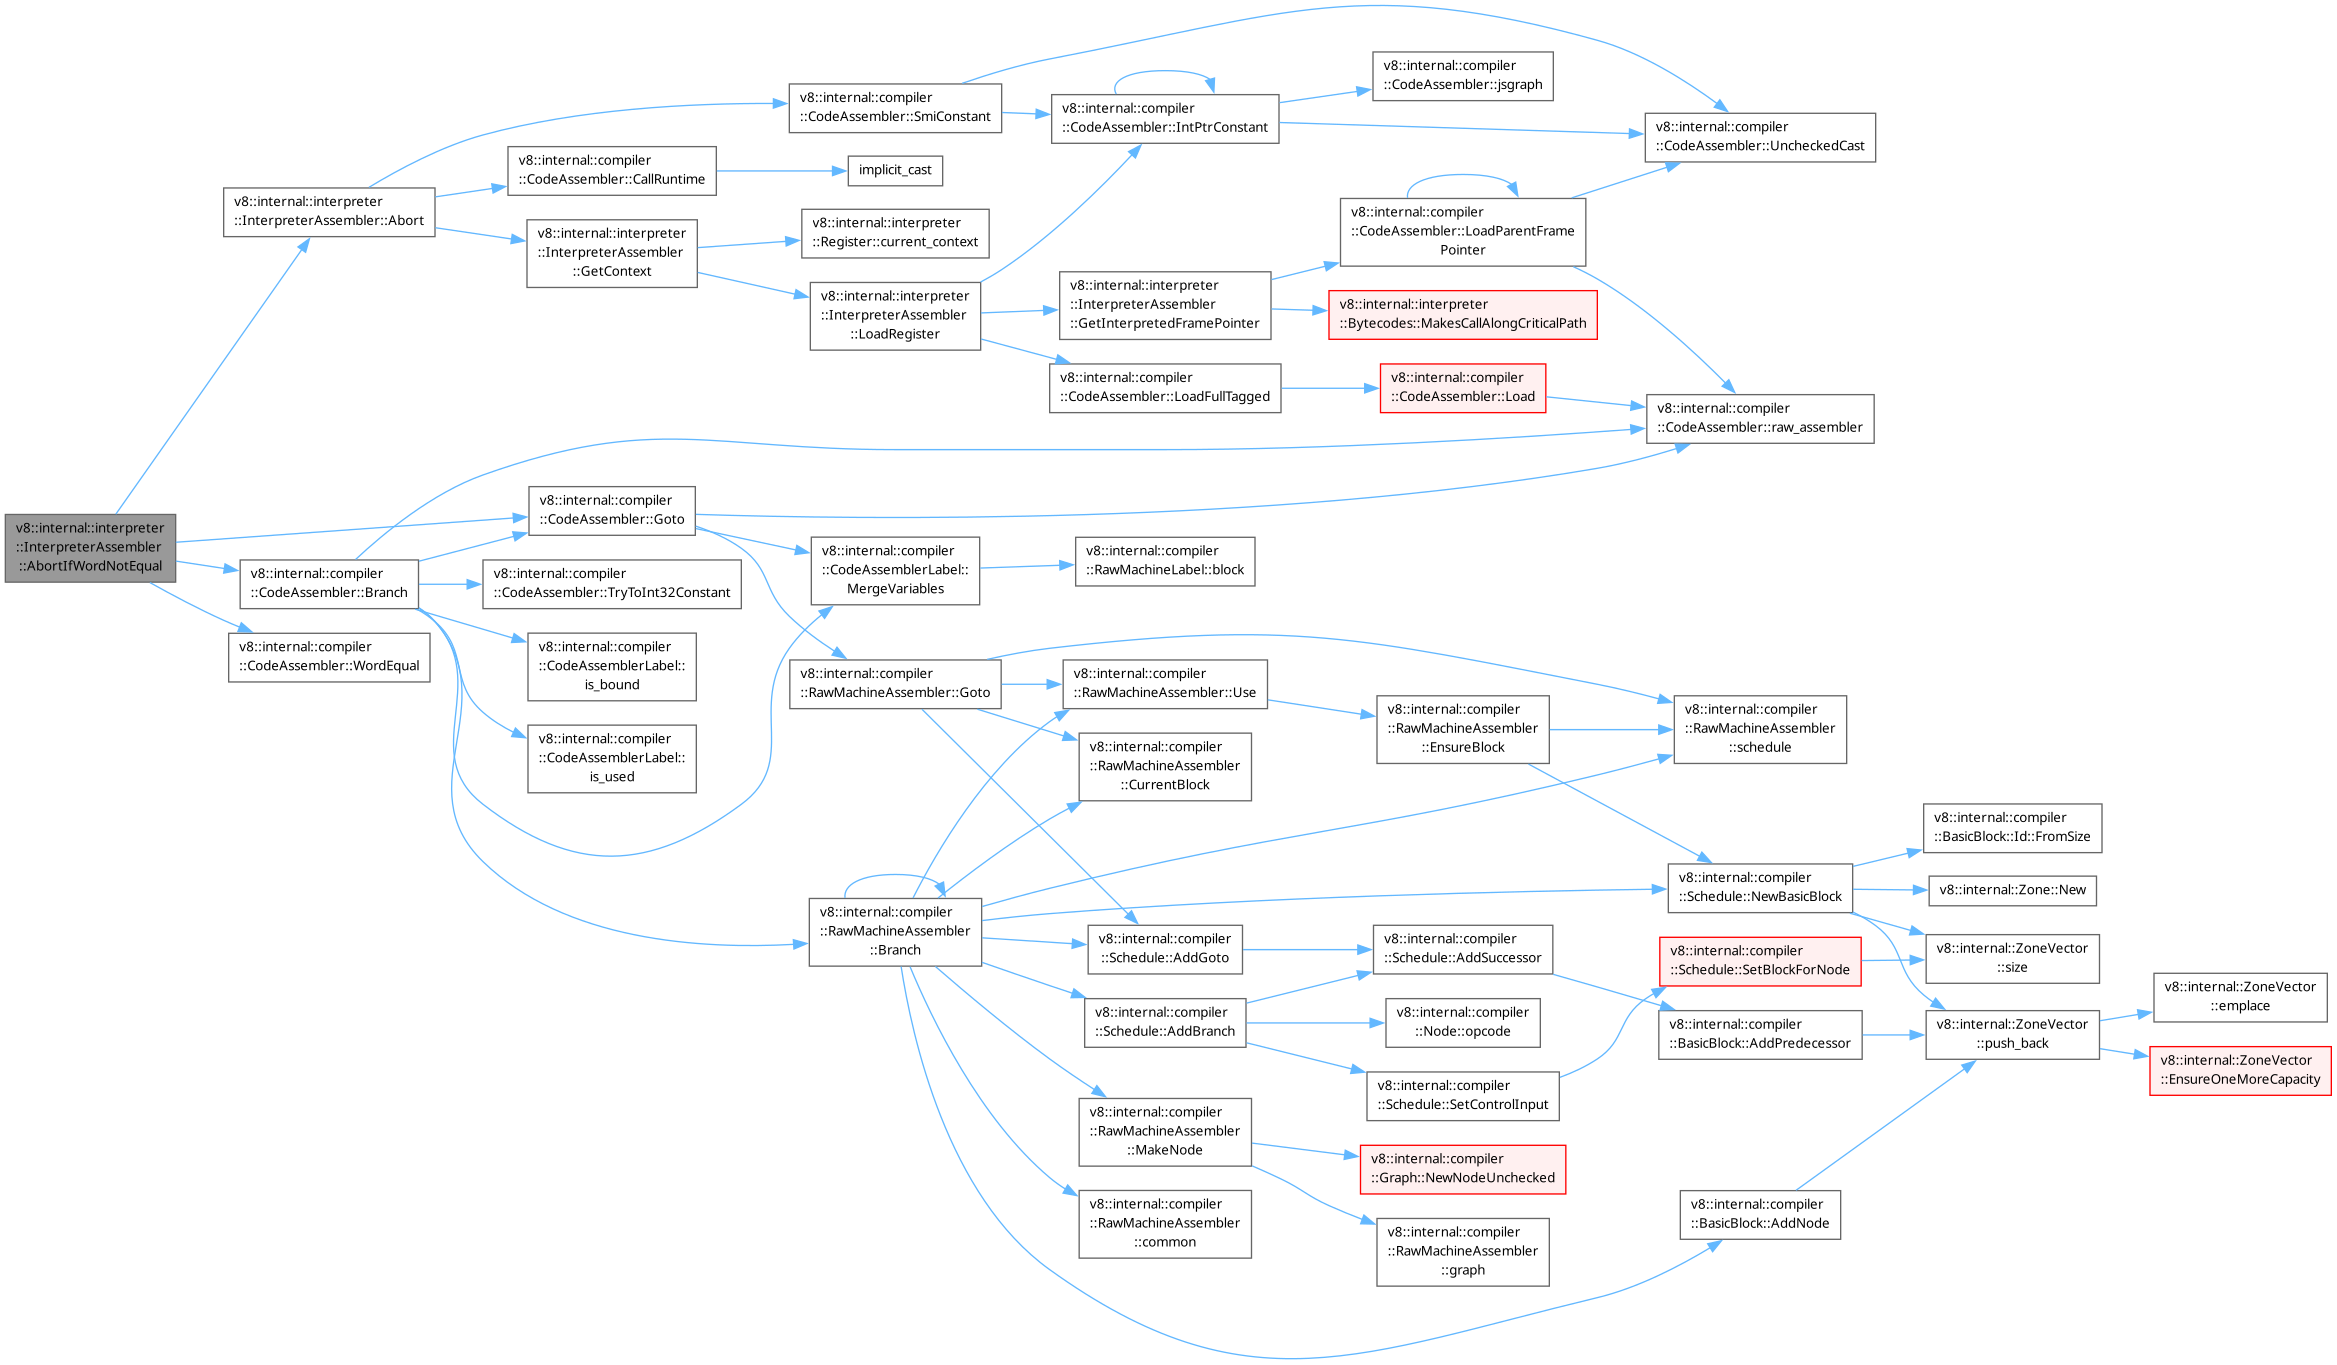 v8::internal::interpreter
::InterpreterAssembler
::AbortIfWordNotEqual
v8::internal::interpreter
::InterpreterAssembler::Abort
v8::internal::compiler
::CodeAssembler::SmiConstant
v8::internal::compiler
::CodeAssembler::IntPtrConstant
v8::internal::compiler
::CodeAssembler::jsgraph
v8::internal::compiler
::CodeAssembler::UncheckedCast
v8::internal::compiler
::CodeAssembler::CallRuntime
implicit_cast
v8::internal::interpreter
::InterpreterAssembler
::GetContext
v8::internal::interpreter
::Register::current_context
v8::internal::interpreter
::InterpreterAssembler
::LoadRegister
v8::internal::interpreter
::InterpreterAssembler
::GetInterpretedFramePointer
v8::internal::compiler
::CodeAssembler::LoadParentFrame
Pointer
v8::internal::interpreter
::Bytecodes::MakesCallAlongCriticalPath
v8::internal::compiler
::CodeAssembler::LoadFullTagged
v8::internal::compiler
::CodeAssembler::Load
v8::internal::compiler
::CodeAssembler::raw_assembler
v8::internal::compiler
::CodeAssembler::Goto
v8::internal::compiler
::CodeAssembler::Branch
v8::internal::compiler
::CodeAssembler::WordEqual
v8::internal::compiler
::CodeAssembler::TryToInt32Constant
v8::internal::compiler
::CodeAssemblerLabel::
is_bound
v8::internal::compiler
::CodeAssemblerLabel::
is_used
v8::internal::compiler
::CodeAssemblerLabel::
MergeVariables
v8::internal::compiler
::RawMachineLabel::block
v8::internal::compiler
::RawMachineAssembler::Goto
v8::internal::compiler
::RawMachineAssembler::Use
v8::internal::compiler
::RawMachineAssembler
::CurrentBlock
v8::internal::compiler
::RawMachineAssembler
::EnsureBlock
v8::internal::compiler
::RawMachineAssembler
::schedule
v8::internal::compiler
::RawMachineAssembler
::Branch
v8::internal::compiler
::Schedule::AddGoto
v8::internal::compiler
::Schedule::AddBranch
v8::internal::compiler
::RawMachineAssembler
::MakeNode
v8::internal::compiler
::RawMachineAssembler
::common
v8::internal::compiler
::Schedule::AddSuccessor
v8::internal::compiler
::Node::opcode
v8::internal::compiler
::Schedule::SetControlInput
v8::internal::compiler
::Graph::NewNodeUnchecked
v8::internal::compiler
::RawMachineAssembler
::graph
v8::internal::compiler
::Schedule::NewBasicBlock
v8::internal::compiler
::Schedule::SetBlockForNode
v8::internal::compiler
::BasicBlock::AddPredecessor
v8::internal::compiler
::BasicBlock::AddNode
v8::internal::compiler
::BasicBlock::Id::FromSize
v8::internal::Zone::New
v8::internal::ZoneVector
::size
v8::internal::ZoneVector
::push_back
v8::internal::ZoneVector
::emplace
v8::internal::ZoneVector
::EnsureOneMoreCapacity